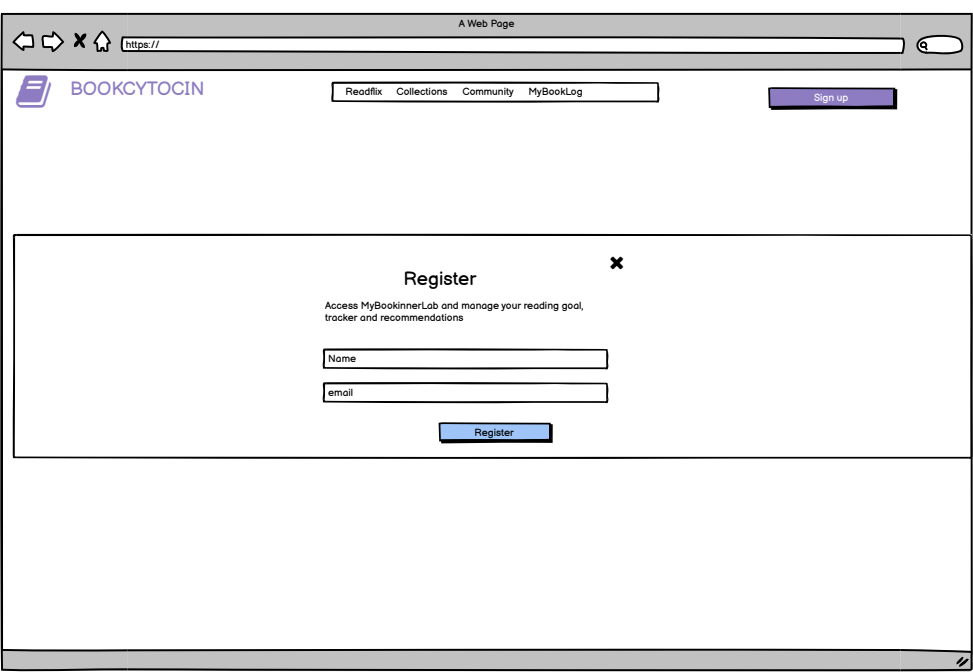 A Web Page
https://
BOOKCYTOCIN
Readflix Collections Community MyBookLog
Sign up
Register
Access MyBookinnerLab and manage your reading goal,
tracker and recommendations
Name
email
Register